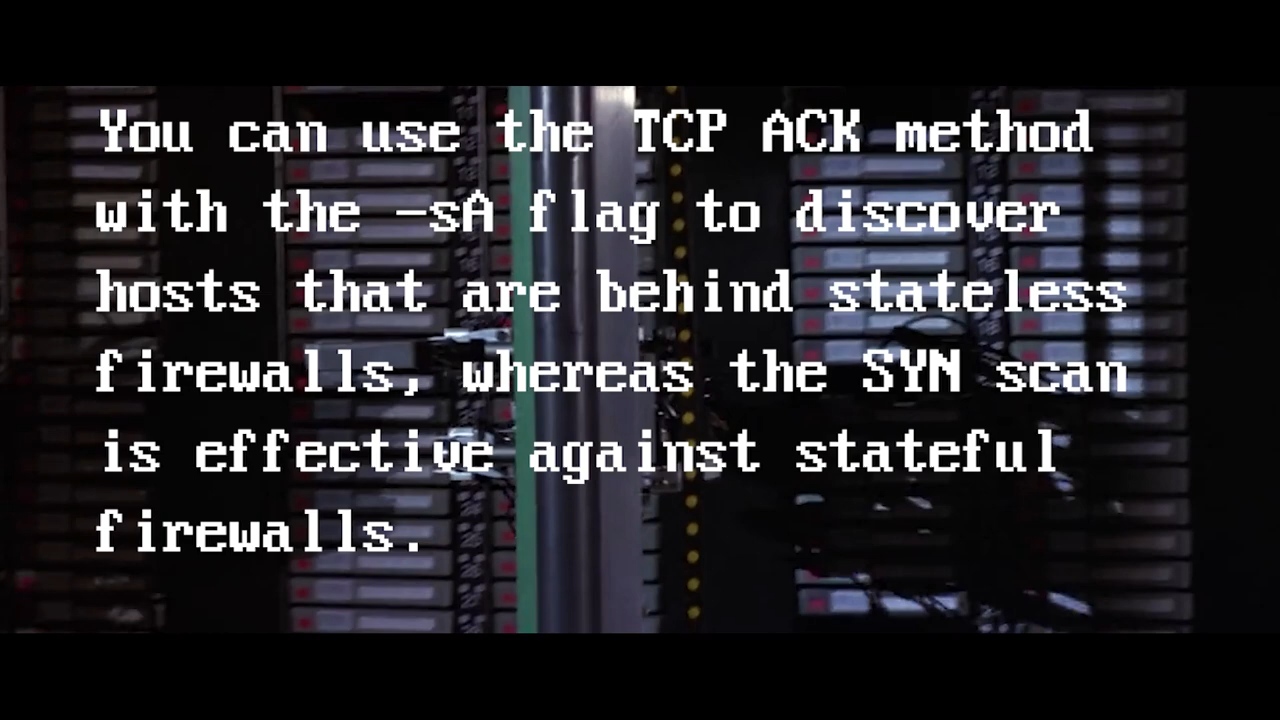 You can use the TCP ACK method
with the -sA flag to discover
hosts that are behind stateless
firewalls, whereas the SYN scan
is effective against stateful
firewalls.